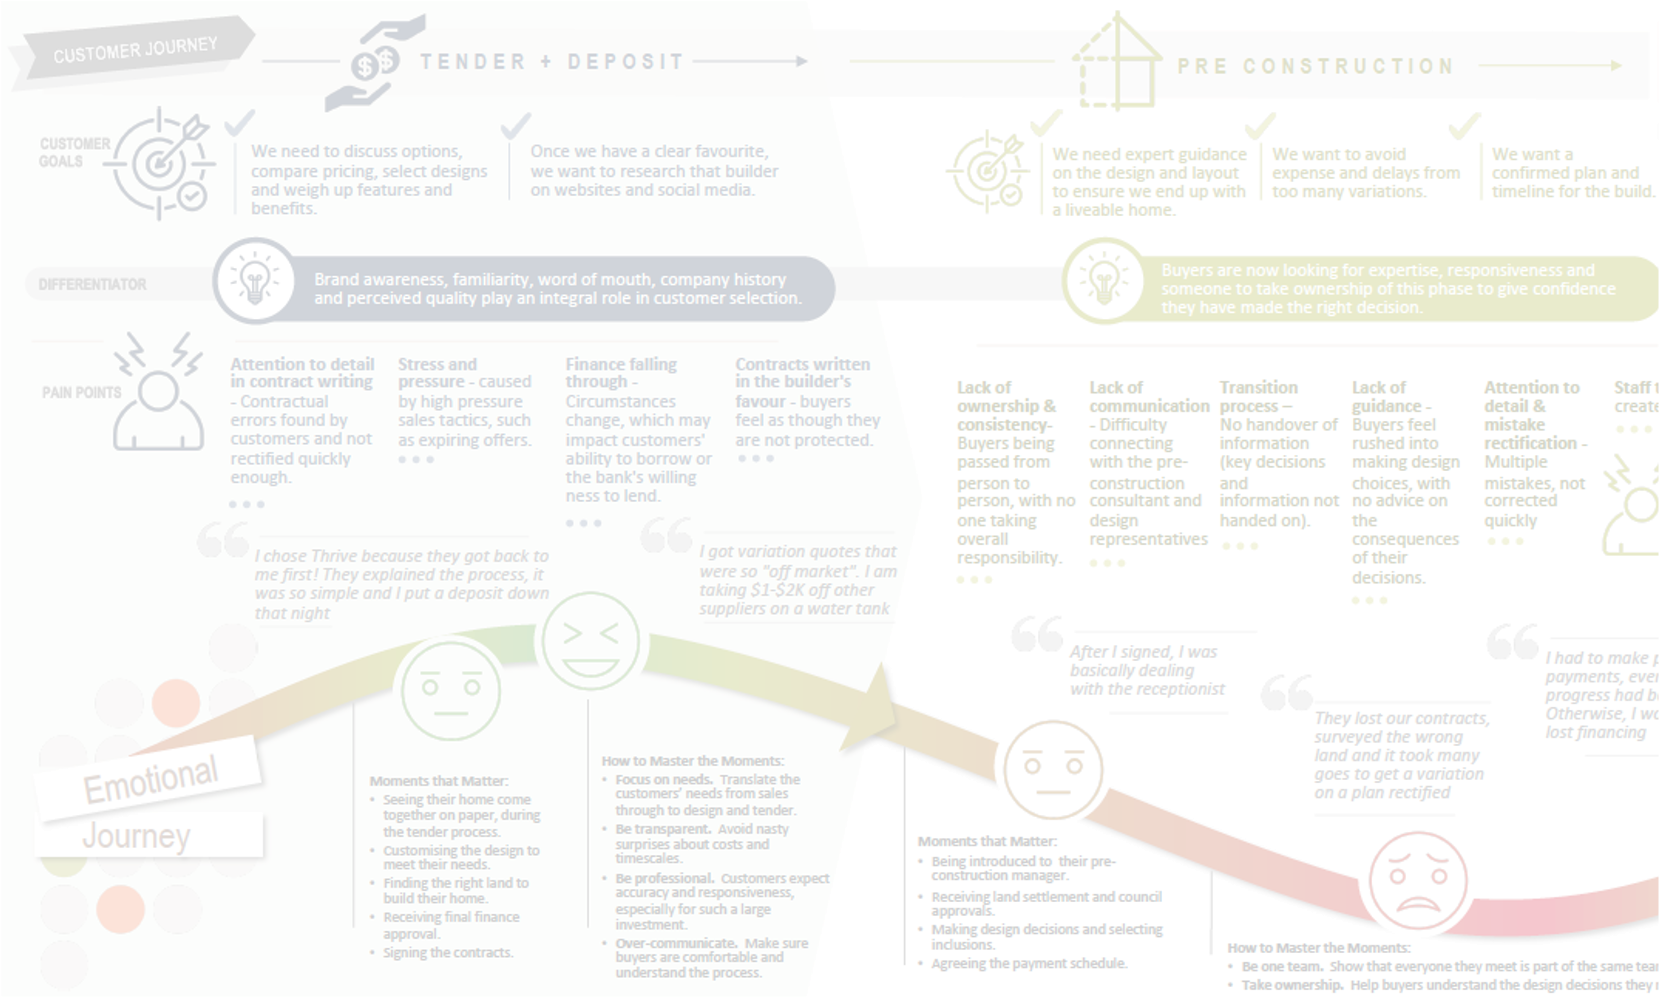 CUSTOMER JOURNEY
TENDER + DEPOSIT
PRE CONSTRUCTION
CUSTOMER
GOALS
We need to discuss options,
compare pricing, select designs
and weigh up features and
benefits.
Once we have a clear favourite,
we want to research that builder
on websites and social media.
We need expert guidance
on the design and layout
to ensure we end up with
a liveable home.
We want to avoid
expense and delays from
too many variations.
We want a
confirmed plan and
timeline for the build.
DIFFERENTIATOR
Brand awareness, familiarity, word of mouth, company history
and perceived quality play an integral role in customer selection.
Buyers are now looking for expertise, responsiveness and
someone to take ownership of this phase to give confidence
they have made the right decision.
PAIN POINTS
Attention to detail
in contract writing
- Contractual
errors found by
customers and not
rectified quickly
enough.
Stress and
pressure - caused
by high pressure
sales tactics, such
as expiring offers.
Finance falling
through -
Circumstances
change, which may
impact customers'
ability to borrow or
the bank's willing
ness to lend.
Contracts written
in the builder's
favour - buyers
feel as though they
are not protected.
Lack of
ownership &
consistency-
Buyers being
passed from
person to
person, with no
one taking
overall
responsibility.
Lack of
communication
- Difficulty
connecting
with the pre-
construction
consultant and
design
representatives
Transition
process –
No handover of
information
(key decisions
and
information not
handed on).
Lack of
guidance -
Buyers feel
rushed into
making design
choices, with
no advice on
the
consequences
of their
decisions.
Attention to
detail &
mistake
rectification -
Multiple
mistakes, not
corrected
quickly
Staff t
create
I chose Thrive because they got back to
me first! They explained the process, it
was so simple and I put a deposit down
that night
I got variation quotes that
were so "off market". I am
taking $1-$2K off other
suppliers on a water tank
After I signed, I was
basically dealing
with the receptionist
They lost our contracts,
surveyed the wrong
land and it took many
goes to get a variation
on a plan rectified
I had to make p
payments, ever
progress had b
Otherwise, I wo
lost financing
Emotional
Journey
Moments that Matter:
• Seeing their home come
together on paper, during
the tender process.
• Customising the design to
meet their needs.
• Finding the right land to
build their home.
• Receiving final finance
approval.
• Signing the contracts.
How to Master the Moments:
• Focus on needs. Translate the
customers' needs from sales
through to design and tender.
• Be transparent. Avoid nasty
surprises about costs and
timescales.
• Be professional. Customers expect
accuracy and responsiveness,
especially for such a large
investment.
• Over-communicate. Make sure
buyers are comfortable and
understand the process.
Moments that Matter:
• Being introduced to their pre-
construction manager.
• Receiving land settlement and council
approvals.
• Making design decisions and selecting
inclusions.
• Agreeing the payment schedule.
How to Master the Moments:
• Be one team. Show that everyone they meet is part of the same tea
• Take ownership. Help buyers understand the design decisions they